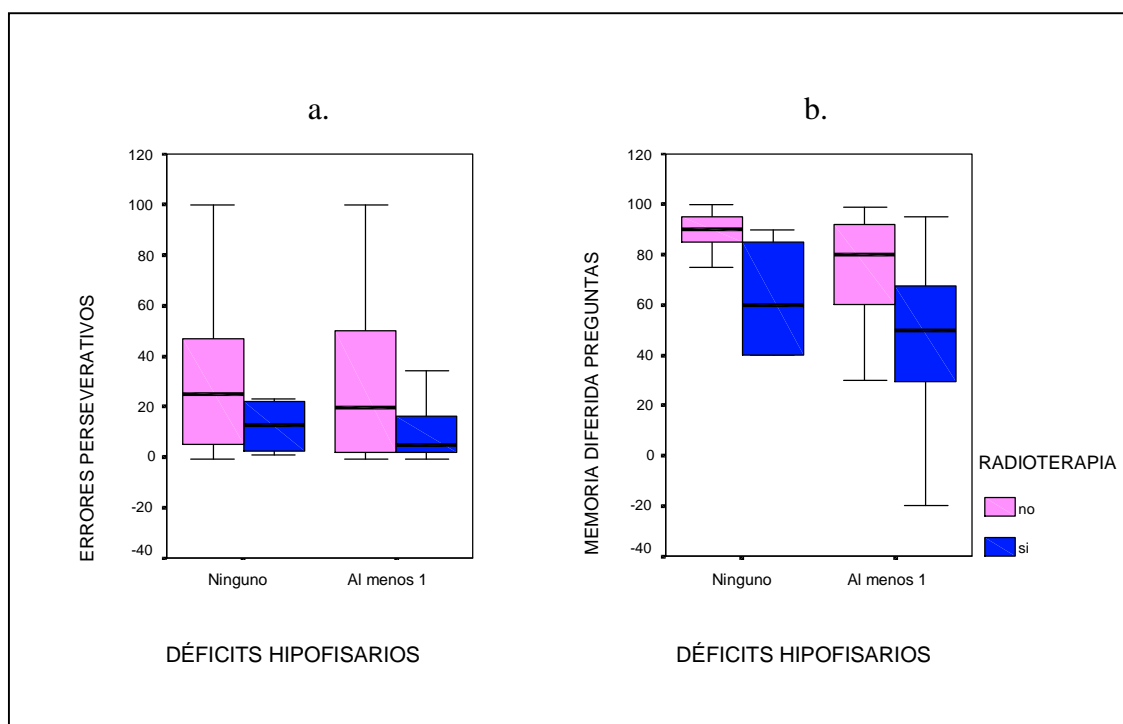 a.
ERRORES PERSEVERATIVOS
120
100
80
60
40
20
0
-20
-40
Ninguno
Al menos 1
DÉFICITS HIPOFISARIOS
b.
MEMORIA DIFERIDA PREGUNTAS
120
100
80
60
40
20
0
-20
-40
Ninguno
Al menos 1
DÉFICITS HIPOFISARIOS
RADIOTERAPIA
no
si